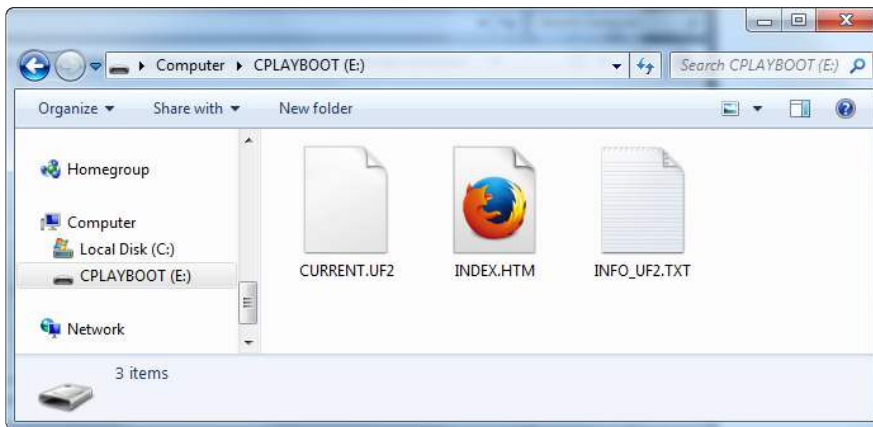 Computer CPLAYBOOT (E:) Search CPLAYBOOT (E:)
Organize Share with New folder
Homegroup
Computer
Local Disk (C:)
CPLAYBOOT (E:)
Network
CURRENT.UF2 INDEX.HTM INFO_UF2.TXT
3 items